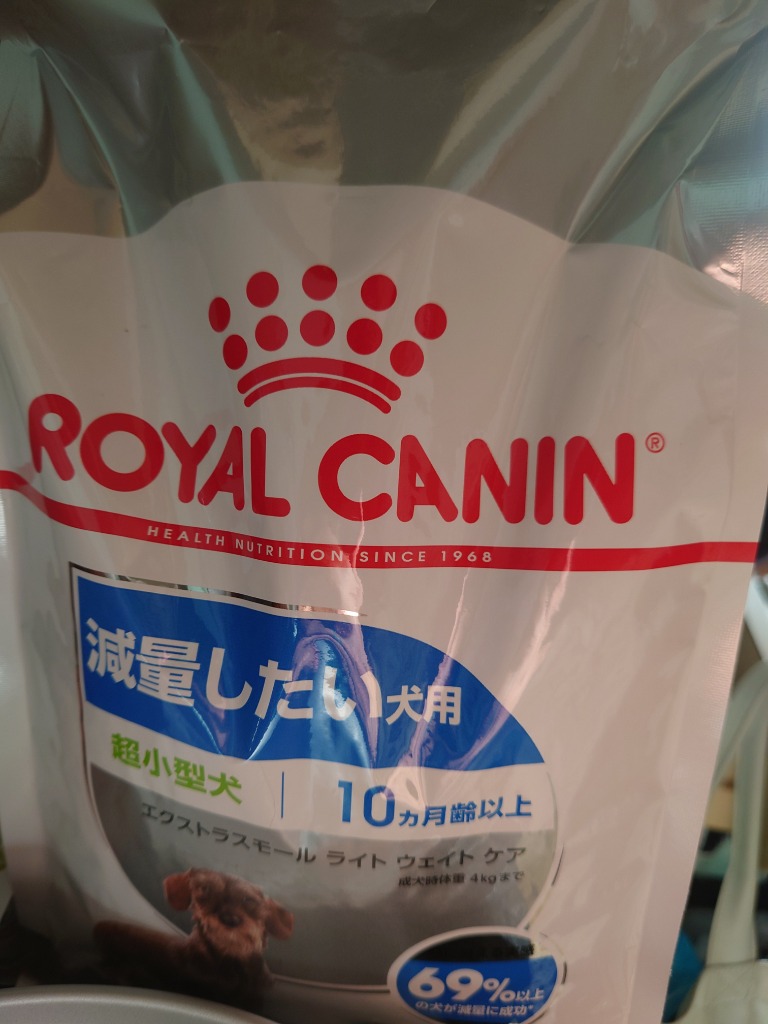 ROYAL CANIN®
HEALTH NUTRITION SINCE 1968
減量したい犬用
超小型犬 | 10ヵ月齢以上
エクストラスモール ライト ウェイト ケア
成犬時体重 4kgまで
69%以上
の犬が減量に成功*